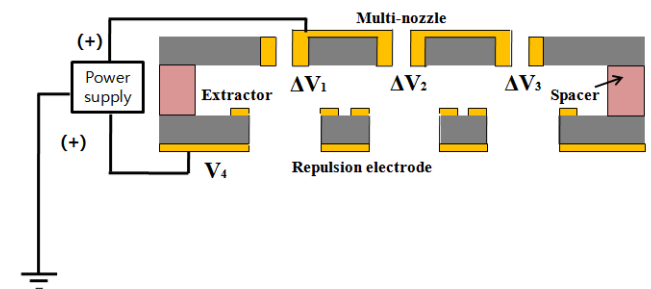 Multi-nozzle
(+)
Power
supply
Extractor
ΔV₁
ΔV₂
ΔV₃
Spacer
(+)
V₄
Repulsion electrode